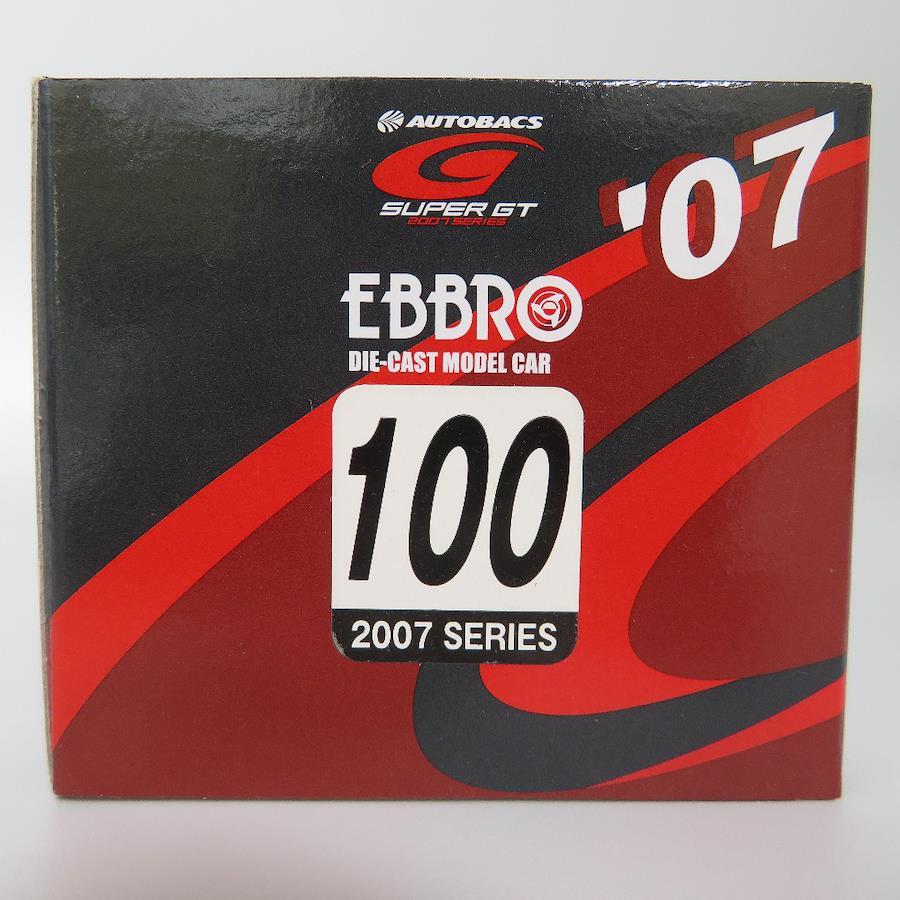 AUTOBACS
SUPER GT
2007 SERIES
'07
EBBRO
DIE-CAST MODEL CAR
100
2007 SERIES